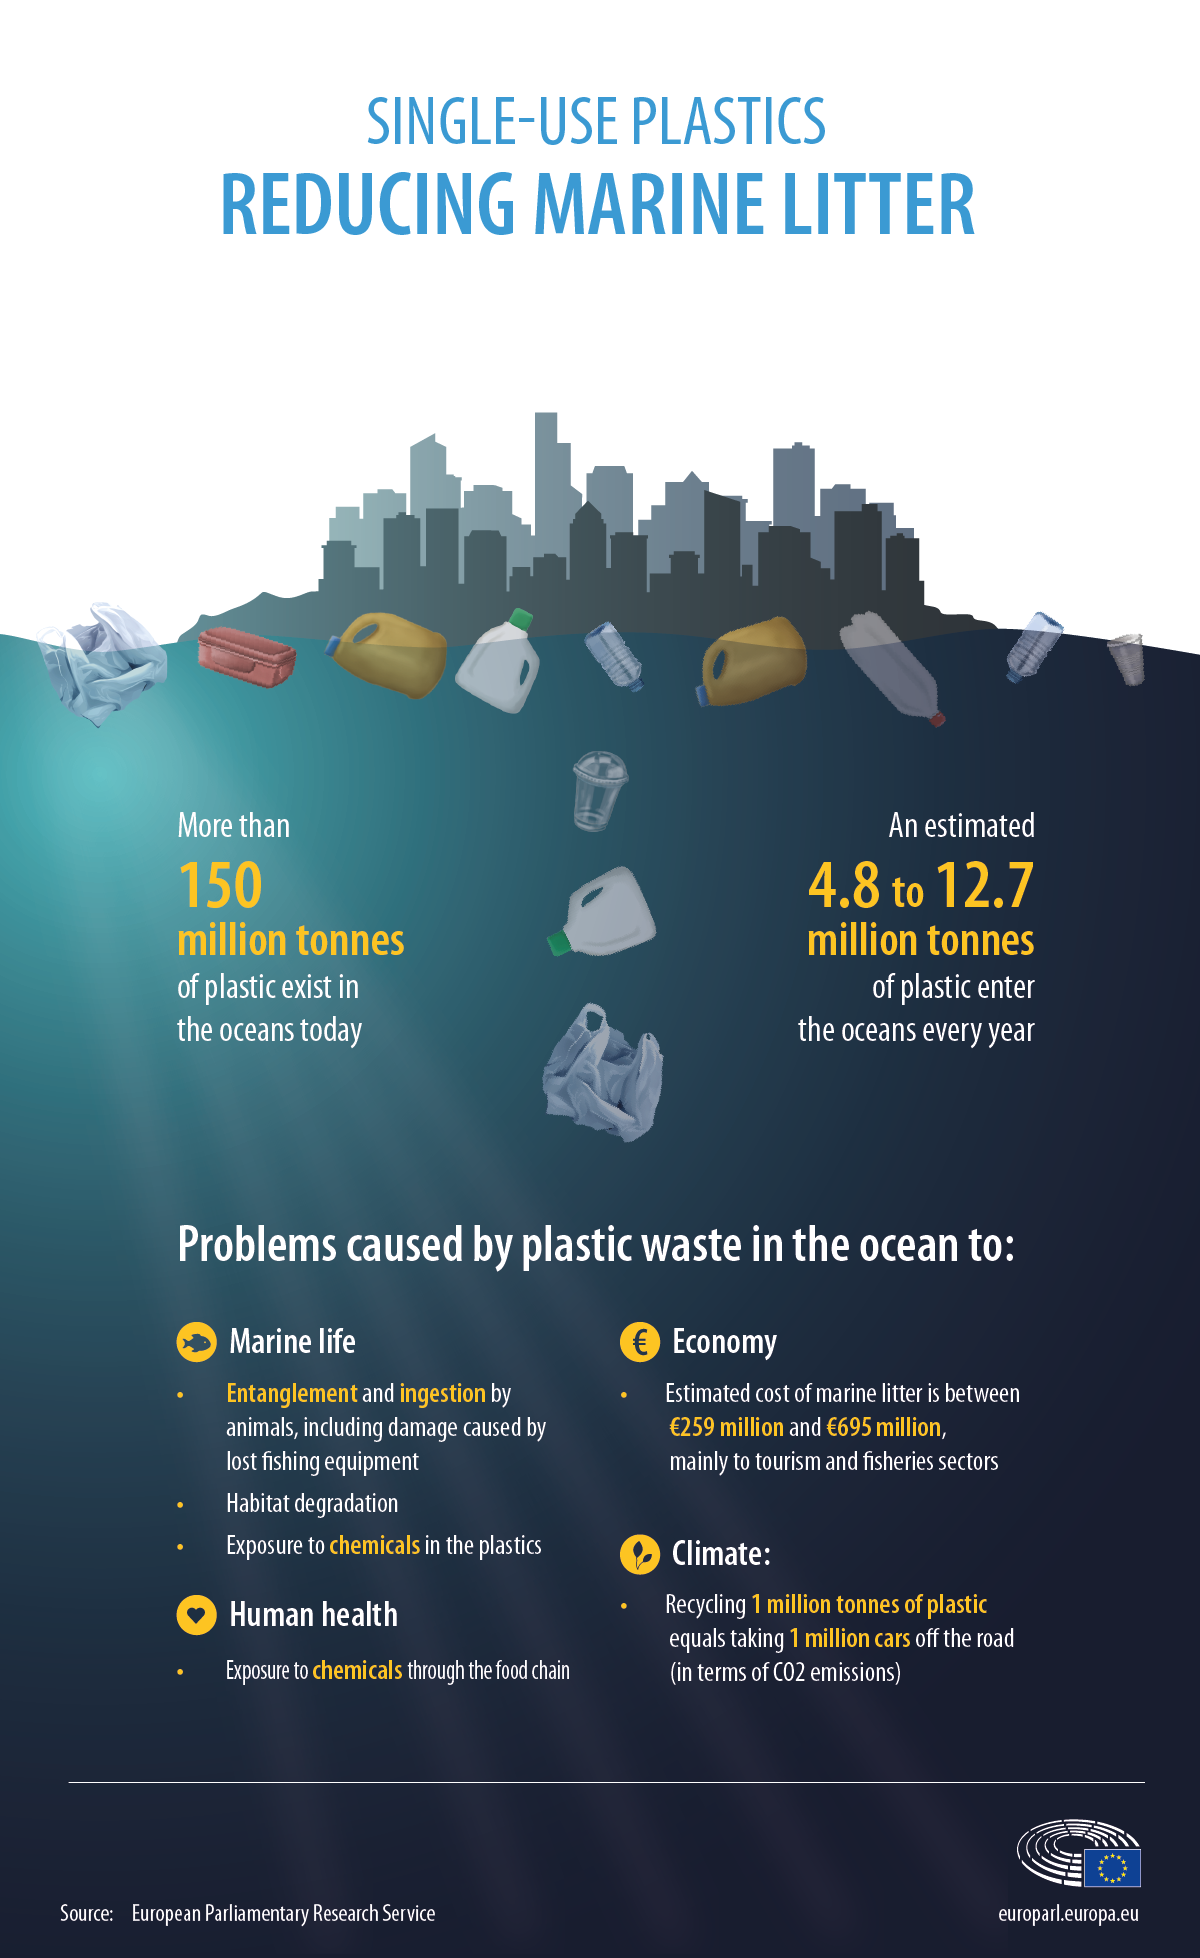 SINGLE-USE PLASTICS
REDUCING MARINE LITTER
More than
150
million tonnes
of plastic exist in
the oceans today
An estimated
4.8 to 12.7
million tonnes
of plastic enter
the oceans every year
Problems caused by plastic waste in the ocean to:
Marine life
• Entanglement and ingestion by
animals, including damage caused by
lost fishing equipment
• Habitat degradation
• Exposure to chemicals in the plastics
Human health
• Exposure to chemicals through the food chain
€ Economy
• Estimated cost of marine litter is between
€259 million and €695 million,
mainly to tourism and fisheries sectors
Climate:
• Recycling 1 million tonnes of plastic
equals taking 1 million cars off the road
(in terms of CO2 emissions)
Source: European Parliamentary Research Service
europarl.europa.eu